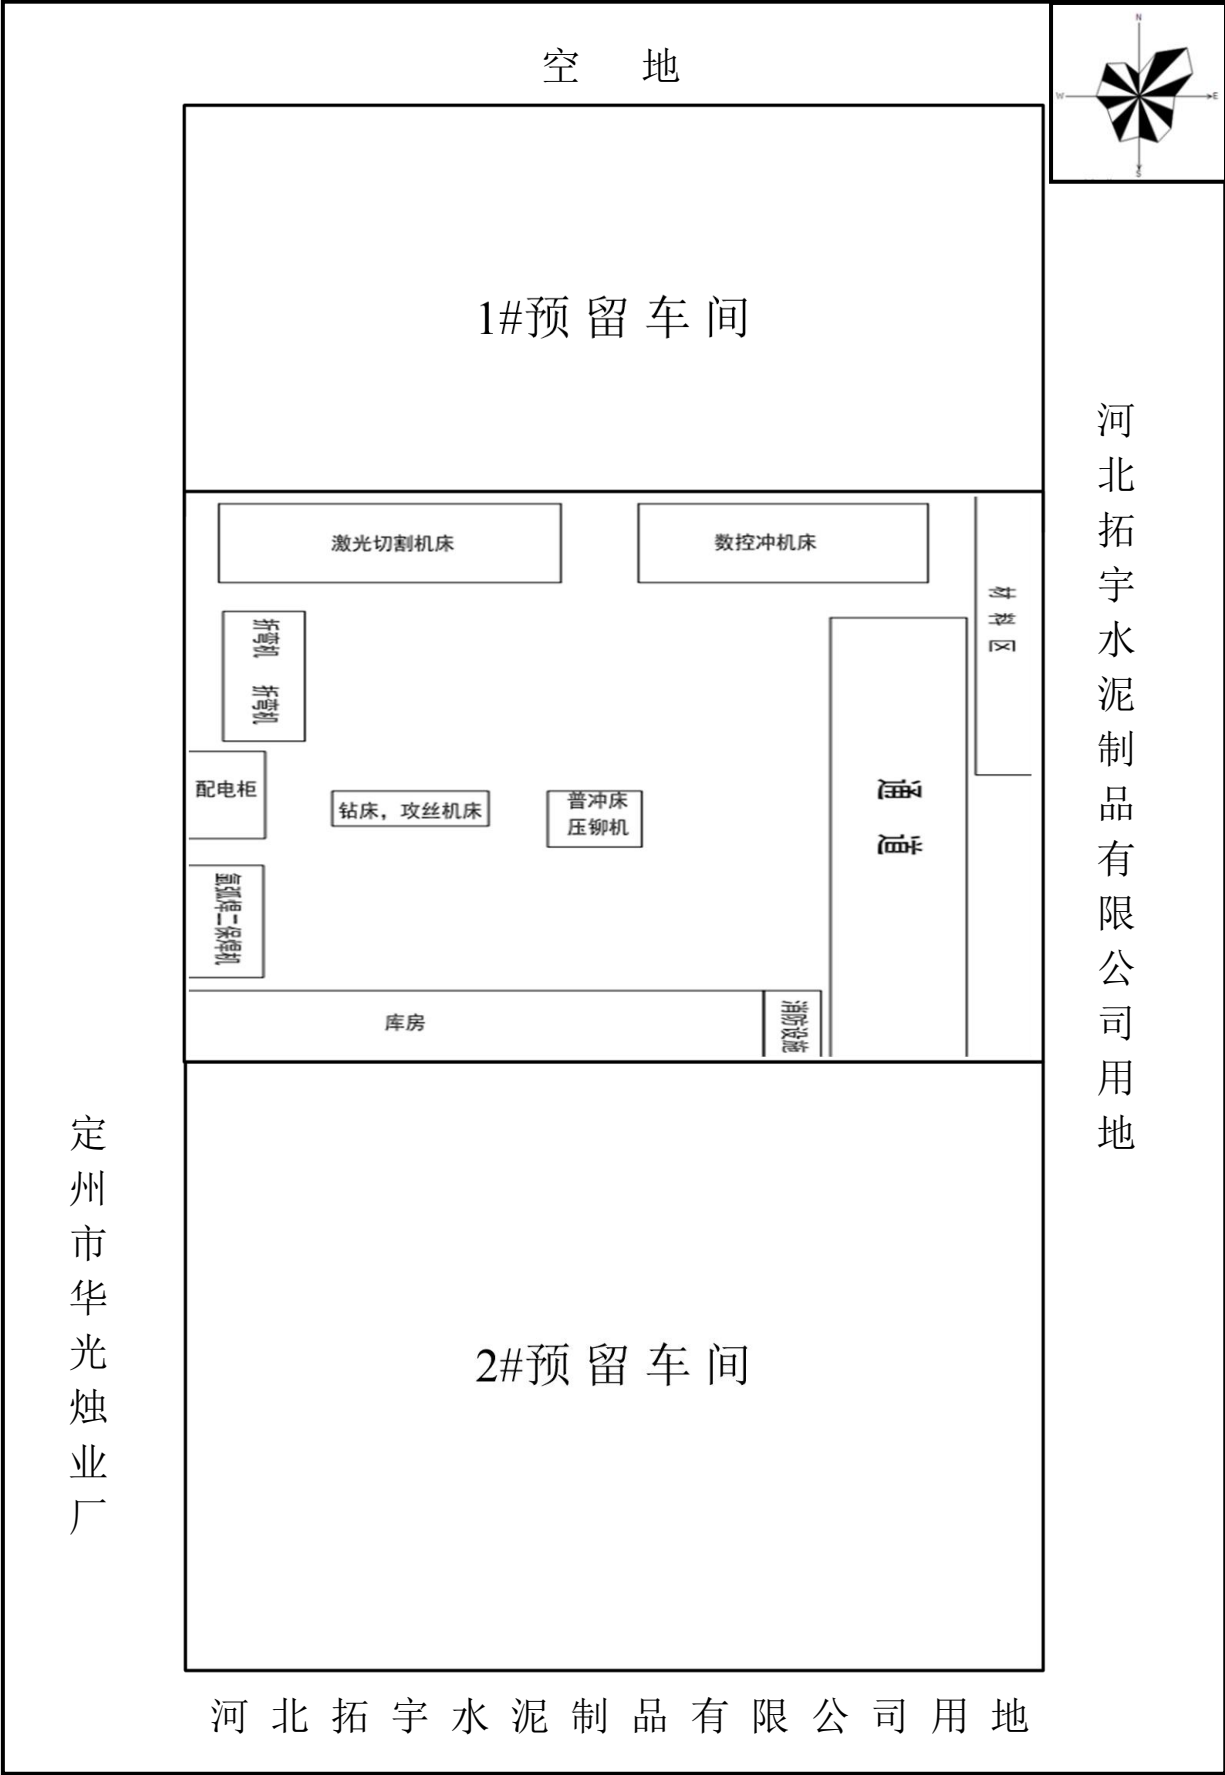 空 地
N
W
E
S
1#预留车间
河北拓宇水泥制品有限公司用地
激光切割机床
数控冲机床
材料区
折弯机 折弯机
通道
配电柜
钻床，攻丝机床
普冲床
压铆机
氩弧焊二保焊机
库房
消防设施
定州市华光烛业厂
2#预留车间
河北拓宇水泥制品有限公司用地